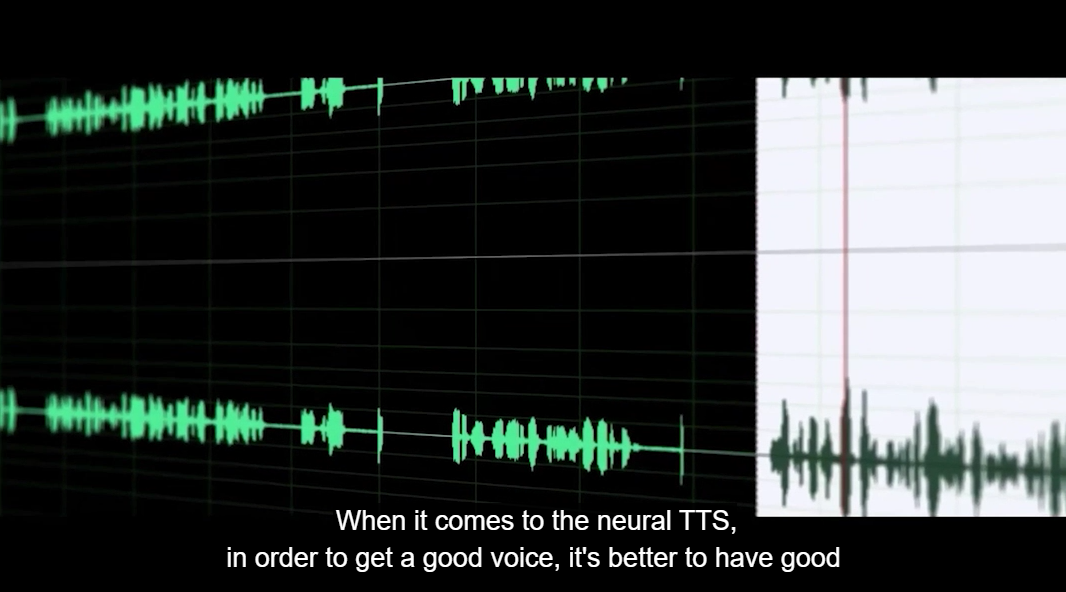 When it comes to the neural TTS,
in order to get a good voice, it's better to have good